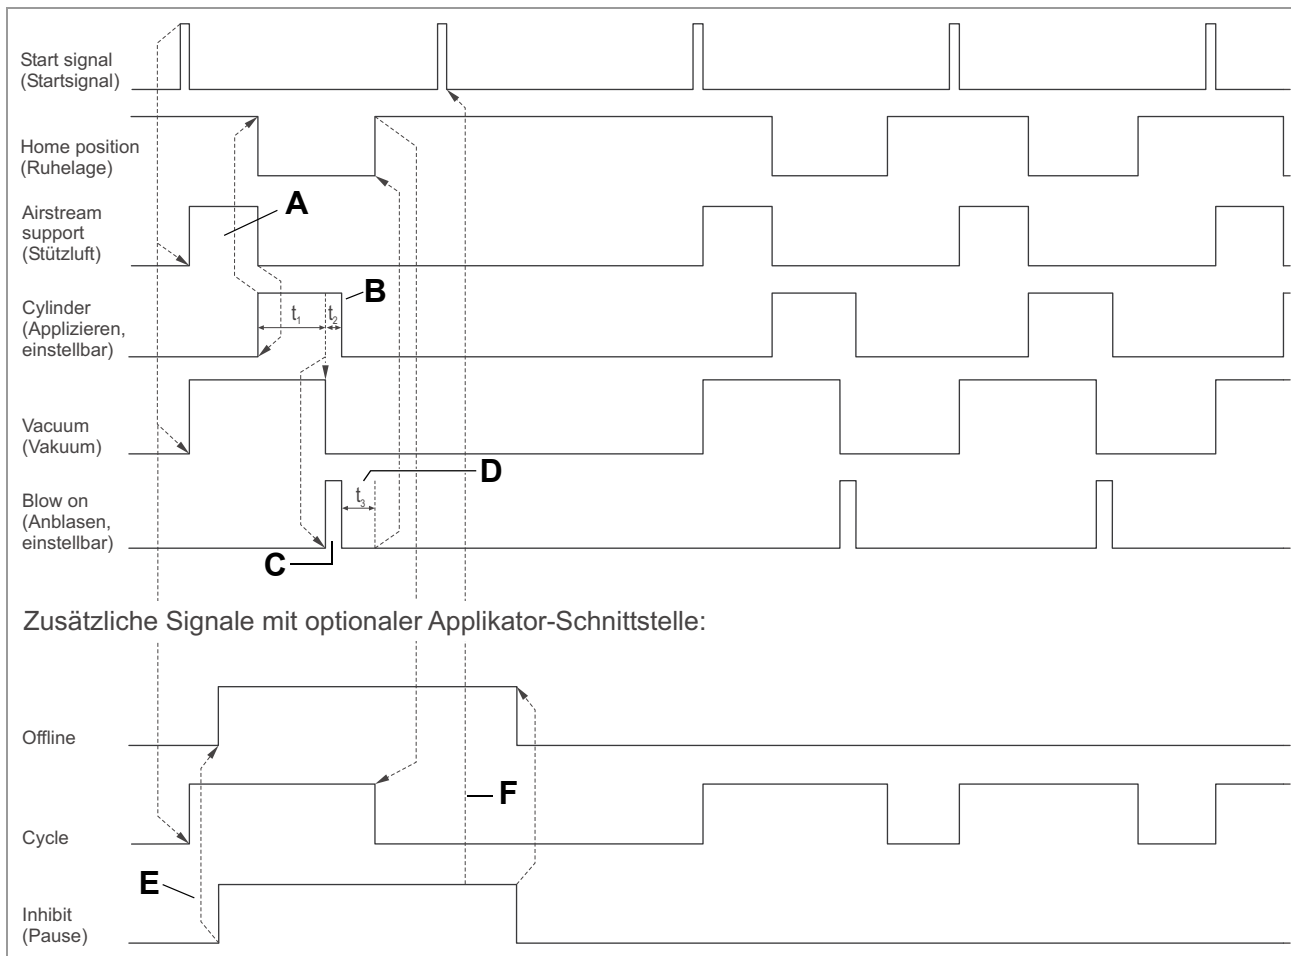 Start signal
(Startsignal)
Home position
(Ruhelage)
A
Airstream
support
(Stützluft)
B
Cylinder
(Applizieren,
einstellbar)
t1 t2
Vacuum
(Vakuum)
D
Blow on
(Anblasen,
einstellbar)
t3
C
Zusätzliche Signale mit optionaler Applikator-Schnittstelle:
Offline
F
Cycle
E
Inhibit
(Pause)